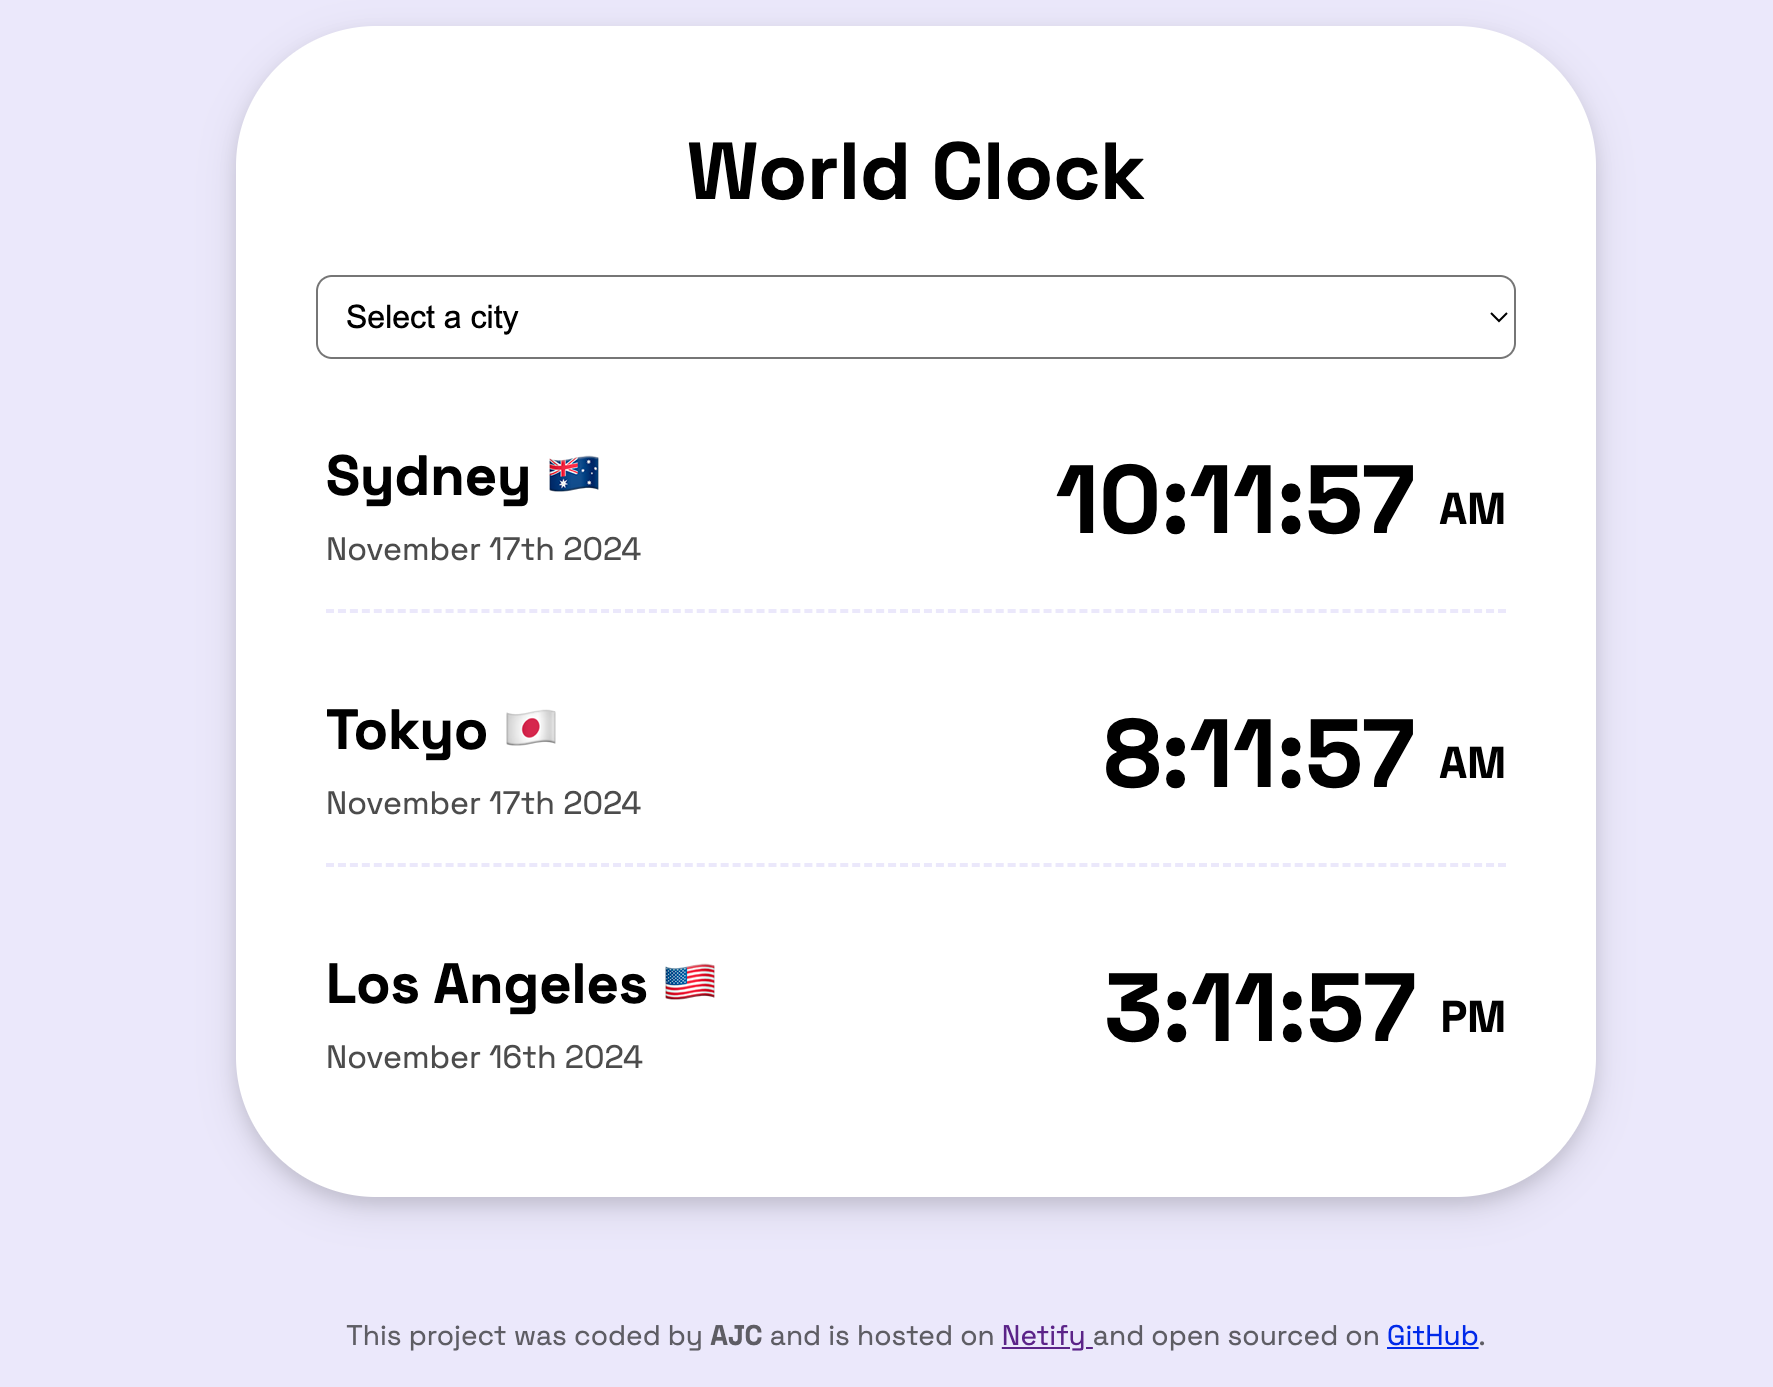 World Clock
Select a city
Sydney 🇦🇺
10:11:57 AM
November 17th 2024
Tokyo 🇯🇵
8:11:57 AM
November 17th 2024
Los Angeles 🇺🇸
3:11:57 PM
November 16th 2024
This project was coded by AJC and is hosted on Netify and open sourced on GitHub.